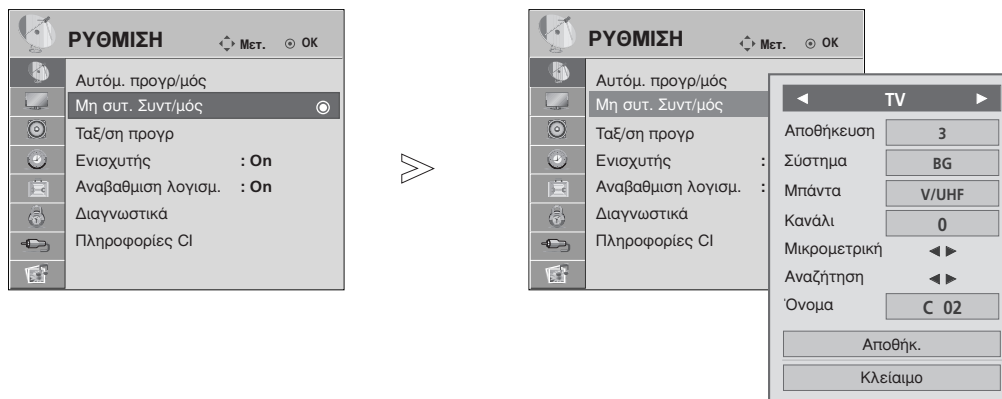 ΡΥΘΜΙΣΗ Μετ. OK
Αυτόμ. προγρ/μός
Μη συτ. Συντ/μός
Ταξ/ση προγρ
Ενισχυτής : On
Αναβαθμιση λογισμ. : On
Διαγνωστικά
Πληροφορίες CI
ΡΥΘΜΙΣΗ Μετ. OK
Αυτόμ. προγρ/μός
Μη συτ. Συντ/μός
Ταξ/ση προγρ
Ενισχυτής :
Αναβαθμιση λογισμ. :
Διαγνωστικά
Πληροφορίες CI
◄ TV ►
Αποθήκευση 3
Σύστημα BG
Μπάντα V/UHF
Κανάλι 0
Μικρομετρική ◄ ►
Αναζήτηση ◄ ►
Όνομα C 02
Αποθήκ.
Κλείαιμο